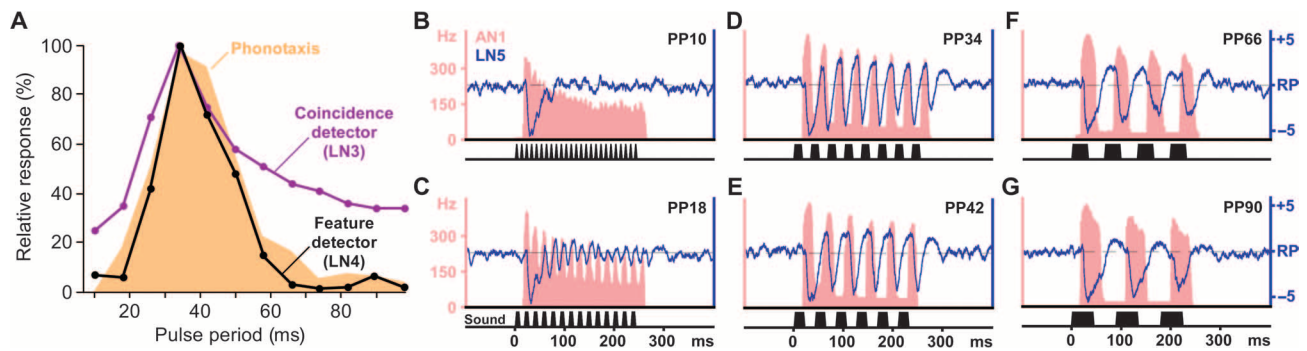 A
Relative response (%)
100
80
60
40
20
0
Phonotaxis
Coincidence
detector
(LN3)
Feature
detector
(LN4)
20
40
60
80
Pulse period (ms)
B
Hz
AN1
LN5
PP10
300
150
0
D
PP34
F
PP66
+5
RP
−5
C
Hz
PP18
300
150
0
Sound
0
100
200
300
ms
E
PP42
0
100
200
300
ms
G
PP90
+5
RP
−5
0
100
200
300
ms